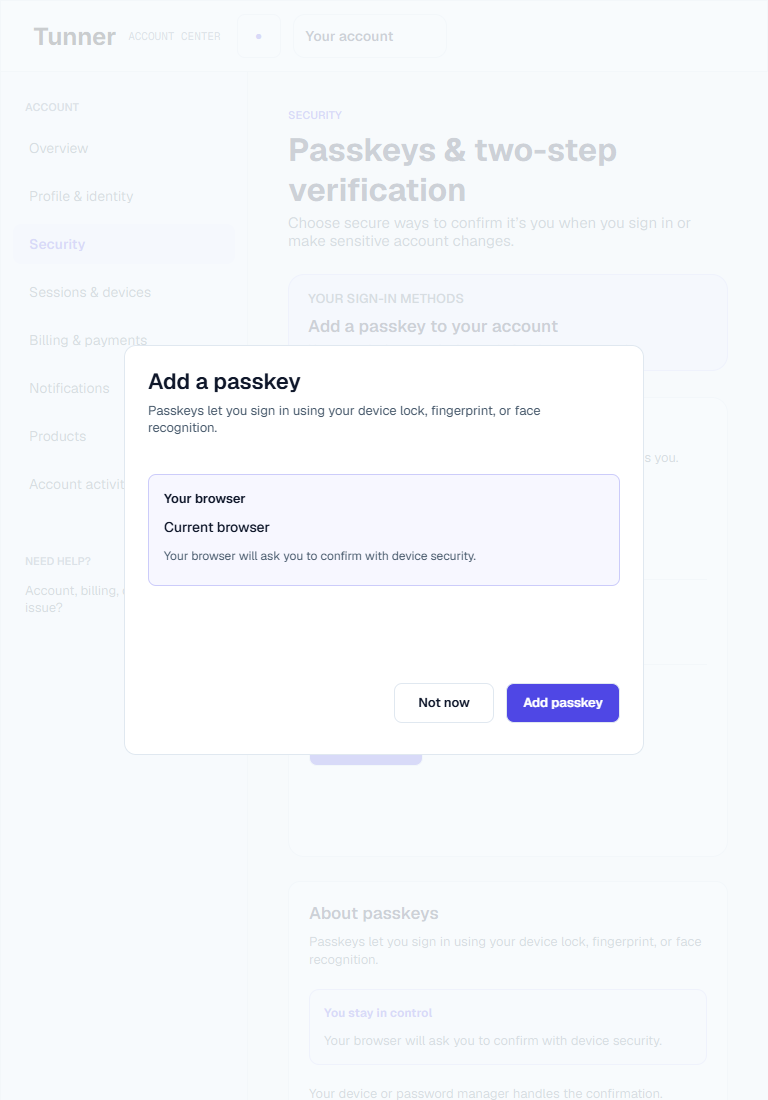 Tunner ACCOUNT CENTER
Your account
ACCOUNT
Overview
Profile & identity
Security
Sessions & devices
Billing & payments
Notifications
Products
Account activit
NEED HELP?
Account, billing,
issue?
SECURITY
Passkeys & two-step
verification
Choose secure ways to confirm it's you when you sign in or
make sensitive account changes.
YOUR SIGN-IN METHODS
Add a passkey to your account
s you.
Add a passkey
Passkeys let you sign in using your device lock, fingerprint, or face
recognition.
Your browser
Current browser
Your browser will ask you to confirm with device security.
Not now
Add passkey
About passkeys
Passkeys let you sign in using your device lock, fingerprint, or face
recognition.
You stay in control
Your browser will ask you to confirm with device security.
Your device or password manager handles the confirmation.